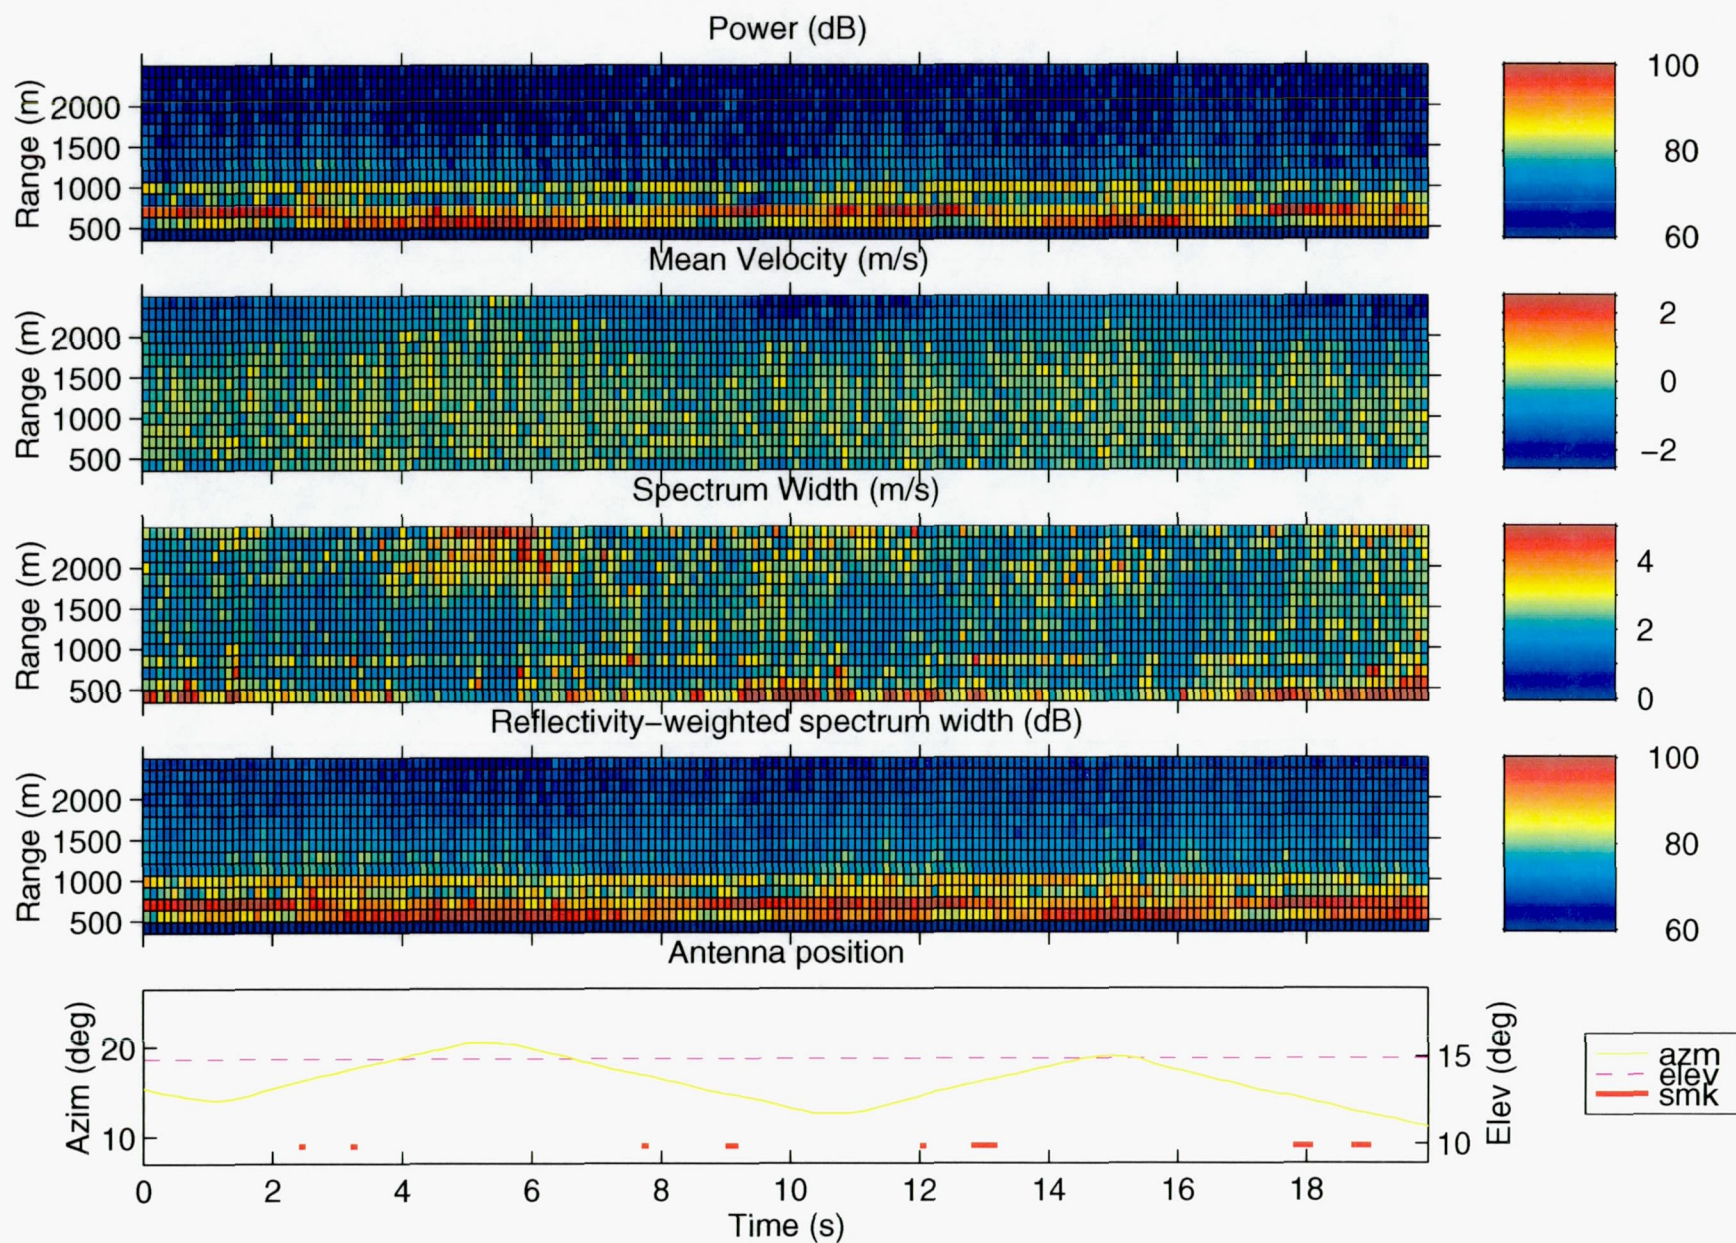 Power (dB)
Range (m)
2000
1500
1000
500
100
80
60
Mean Velocity (m/s)
Range (m)
2000
1500
1000
500
2
0
−2
Spectrum Width (m/s)
Range (m)
2000
1500
1000
500
4
2
0
Reflectivity−weighted spectrum width (dB)
Range (m)
2000
1500
1000
500
100
80
60
Antenna position
Azim (deg)
20
10
15
10
Elev (deg)
azm
elev
smk
0 2 4 6 8 10 12 14 16 18
Time (s)